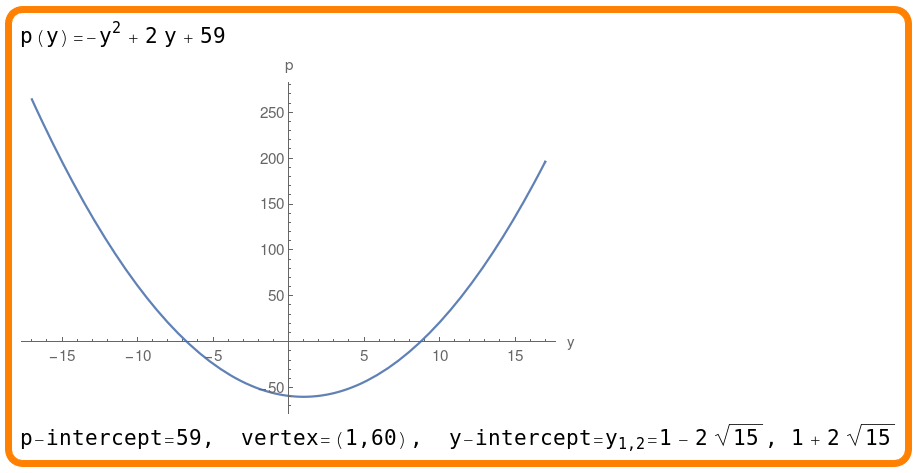 p(y)=−y² + 2 y + 59
p
250
200
150
100
50
−15 −10 −5 5 10 15 y
−50
p−intercept=59, vertex=(1,60), y−intercept=y₁,₂=1 − 2 √15, 1 + 2 √15